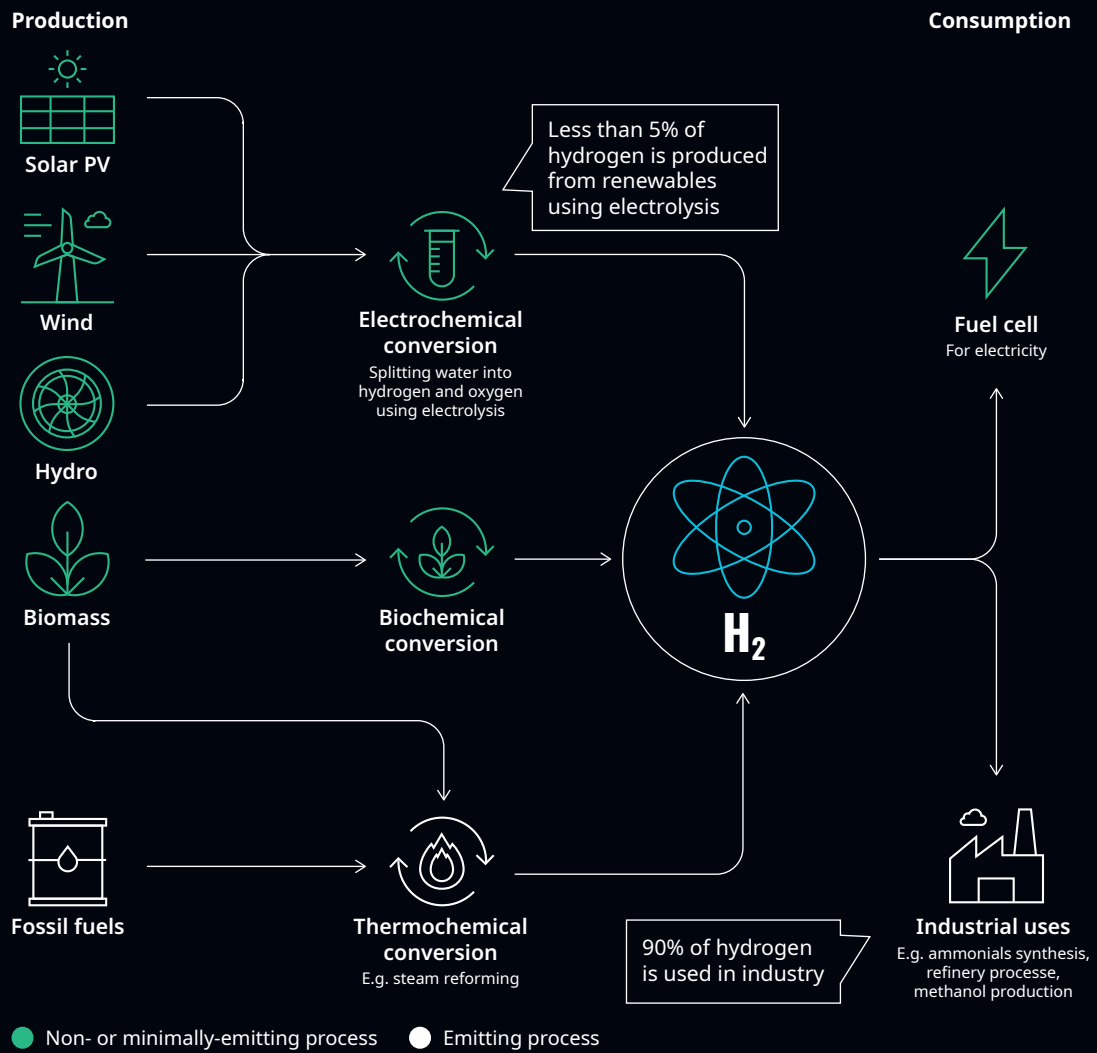 Production
Consumption
Solar PV
Less than 5% of
hydrogen is produced
from renewables
using electrolysis
Wind
Electrochemical
conversion
Splitting water into
hydrogen and oxygen
using electrolysis
Fuel cell
For electricity
Hydro
Biomass
Biochemical
conversion
H₂
Fossil fuels
Thermochemical
conversion
E.g. steam reforming
90% of hydrogen
is used in industry
Industrial uses
E.g. ammonials synthesis,
refinery processe,
methanol production
Non- or minimally-emitting process
Emitting process